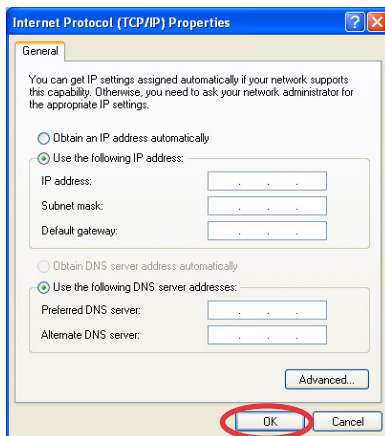 Internet Protocol (TCP/IP) Properties
General
You can get IP settings assigned automatically if your network supports
this capability. Otherwise, you need to ask your network administrator for
the appropriate IP settings.
Obtain an IP address automatically
Use the following IP address:
IP address:
Subnet mask:
Default gateway:
Obtain DNS server address automatically
Use the following DNS server addresses:
Preferred DNS server:
Alternate DNS server:
Advanced...
OK Cancel